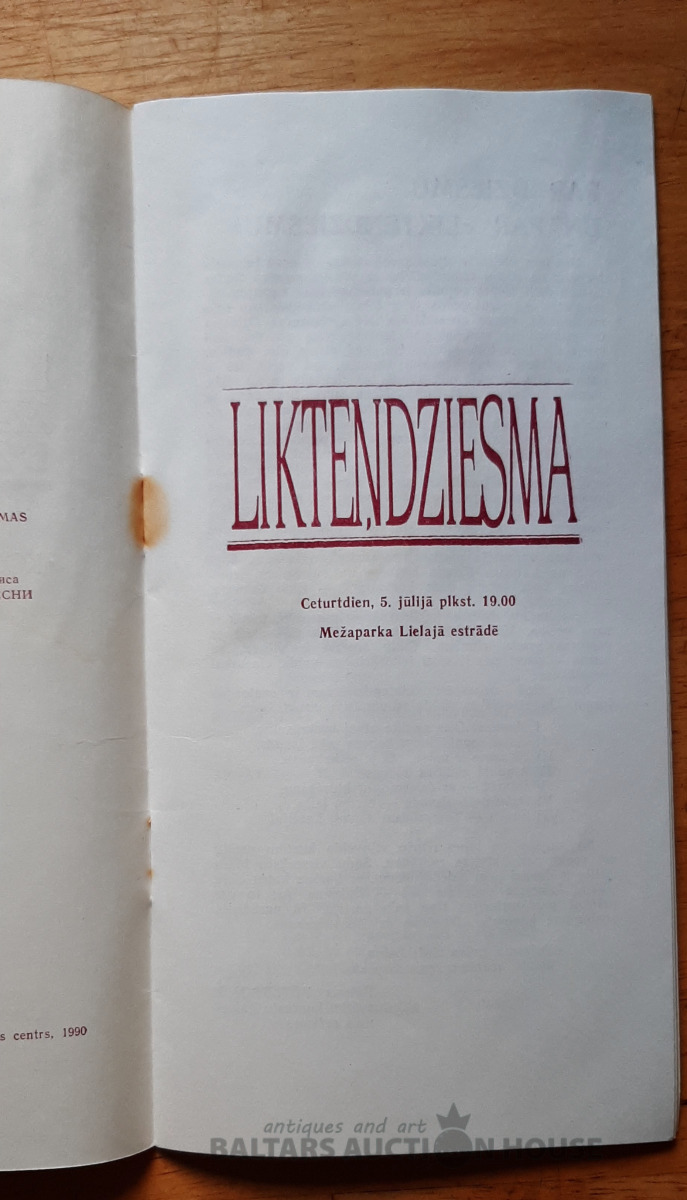 MAS
яса
СНИ
s centrs, 1990
LIKTEŅDZIESMA
Ceturtdien, 5. jūlijā plkst. 19.00
Mežaparka Lielajā estrādē
antiques and art
BALTARS AUCTION HOUSE